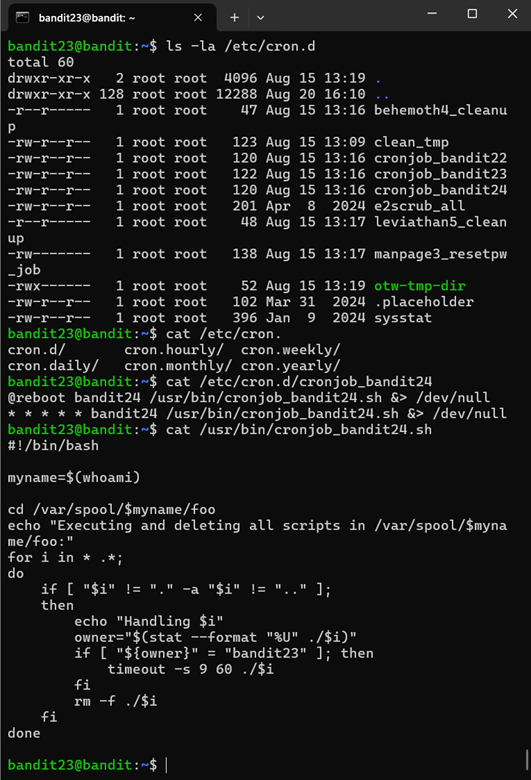 bandit23@bandit: ~
bandit23@bandit:~$ ls -la /etc/cron.d
total 60
drwxr-xr-x   2 root root  4096 Aug 15 13:19 .
drwxr-xr-x 128 root root 12288 Aug 20 16:10 ..
-r--r-----   1 root root    47 Aug 15 13:16 behemoth4_cleanu
p
-rw-r--r--   1 root root   123 Aug 15 13:09 clean_tmp
-rw-r--r--   1 root root   120 Aug 15 13:16 cronjob_bandit22
-rw-r--r--   1 root root   122 Aug 15 13:16 cronjob_bandit23
-rw-r--r--   1 root root   120 Aug 15 13:16 cronjob_bandit24
-rw-r--r--   1 root root   201 Apr  8  2024 e2scrub_all
-r--r-----   1 root root    48 Aug 15 13:17 leviathan5_clean
up
-rw-------   1 root root   138 Aug 15 13:17 manpage3_resetpw
_job
-rwx------   1 root root    52 Aug 15 13:19 otw-tmp-dir
-rw-r--r--   1 root root   102 Mar 31  2024 .placeholder
-rw-r--r--   1 root root   396 Jan  9  2024 sysstat
bandit23@bandit:~$ cat /etc/cron.
cron.d/       cron.hourly/  cron.weekly/
cron.daily/   cron.monthly/ cron.yearly/
bandit23@bandit:~$ cat /etc/cron.d/cronjob_bandit24
@reboot bandit24 /usr/bin/cronjob_bandit24.sh &> /dev/null
* * * * * bandit24 /usr/bin/cronjob_bandit24.sh &> /dev/null
bandit23@bandit:~$ cat /usr/bin/cronjob_bandit24.sh
#!/bin/bash

myname=$(whoami)

cd /var/spool/$myname/foo
echo "Executing and deleting all scripts in /var/spool/$myna
me/foo:"
for i in * .*;
do
    if [ "$i" != "." -a "$i" != ".." ];
    then
        echo "Handling $i"
        owner="$(stat --format "%U" ./$i)"
        if [ "${owner}" = "bandit23" ]; then
            timeout -s 9 60 ./$i
        fi
        rm -f ./$i
    fi
done

bandit23@bandit:~$